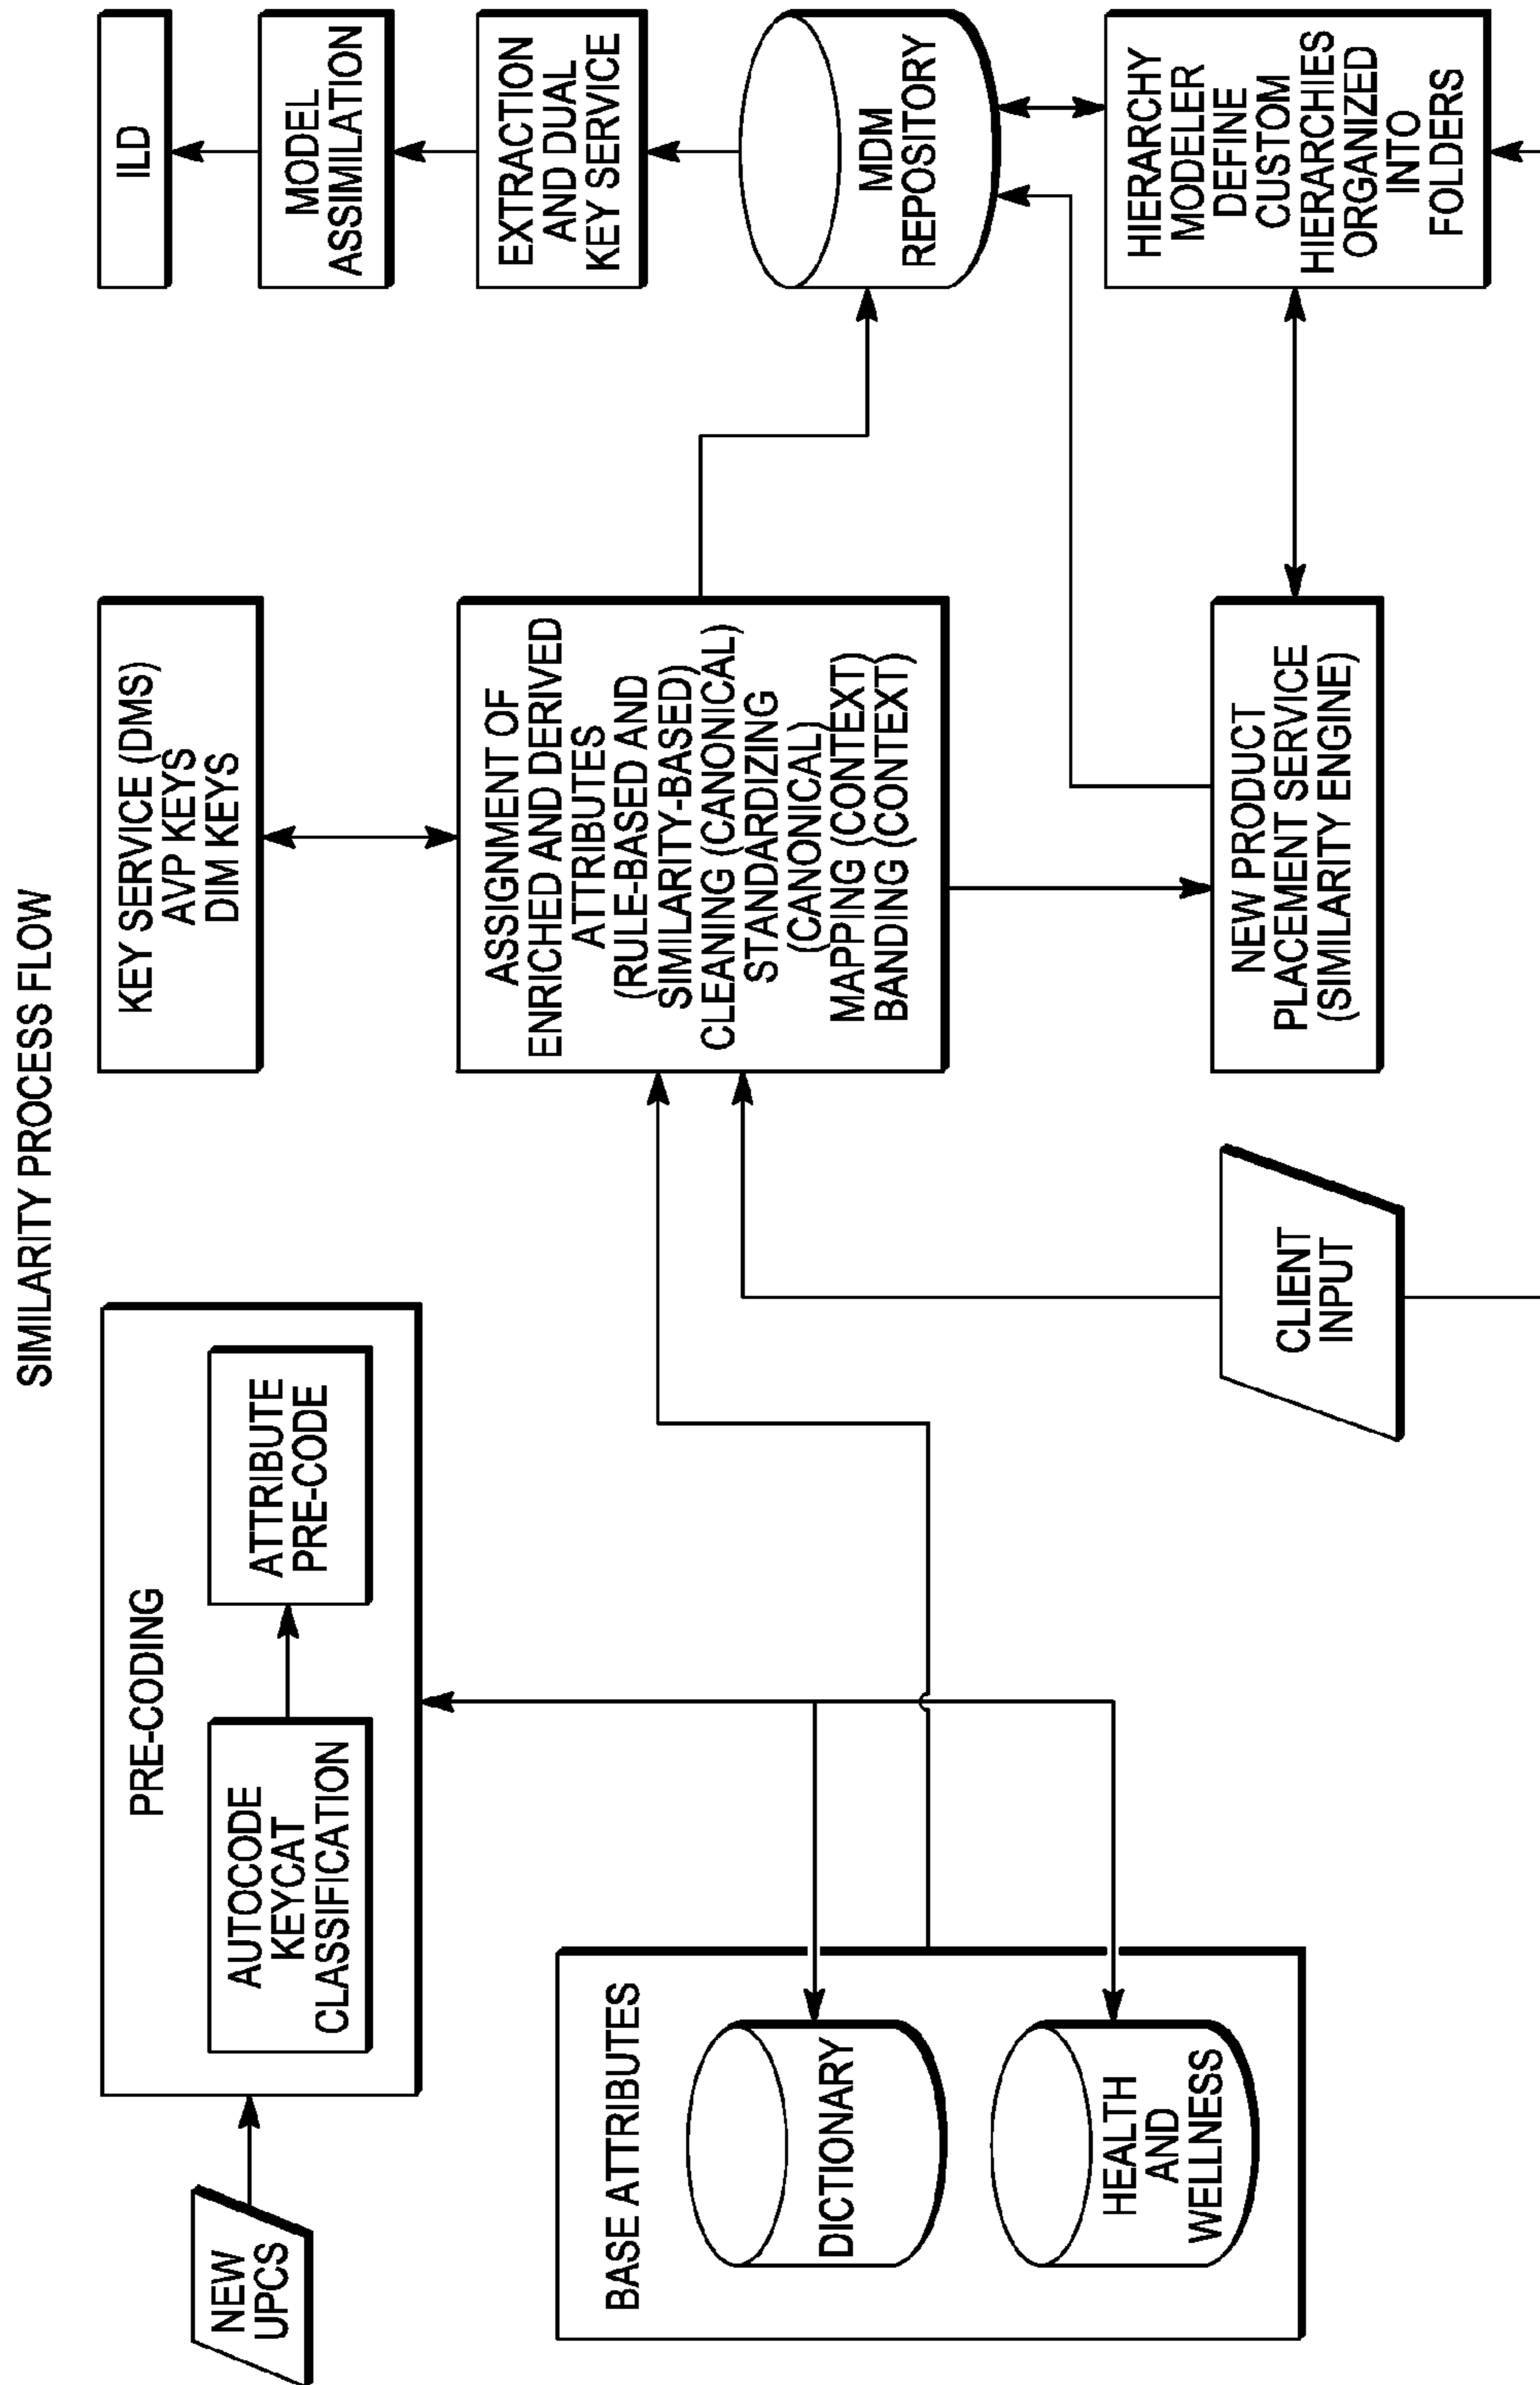 SIMILARITY PROCESS FLOW
NEW
UPCS
PRE-CODING
AUTOCODE
KEYCAT
CLASSIFICATION
ATTRIBUTE
PRE-CODE
BASE ATTRIBUTES
DICTIONARY
HEALTH
AND
WELLNESS
CLIENT
INPUT
KEY SERVICE (DMS)
AVP KEYS
DIM KEYS
ASSIGNMENT OF
ENRICHED AND DERIVED
ATTRIBUTES
(RULE-BASED AND
SIMILARITY-BASED)
CLEANING (CANONICAL)
STANDARDIZING
(CANONICAL)
MAPPING (CONTEXT)
BANDING (CONTEXT)
NEW PRODUCT
PLACEMENT SERVICE
(SIMILARITY ENGINE)
ILD
MODEL
ASSIMILATION
EXTRACTION
AND DUAL
KEY SERVICE
MDM
REPOSITORY
HIERARCHY
MODELER
DEFINE
CUSTOM
HIERARCHIES
ORGANIZED
INTO
FOLDERS